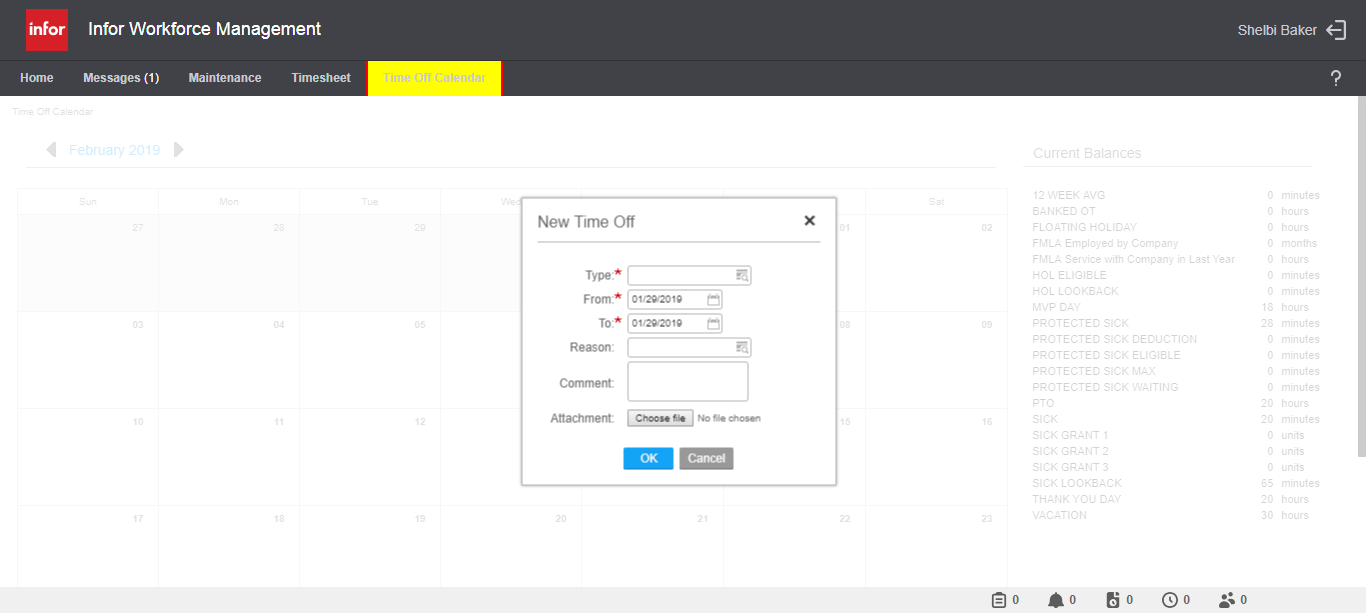 infor Infor Workforce Management Shelbi Baker
Home Messages (1) Maintenance Timesheet Time Off Calendar ?
Time Off Calendar
February 2019
Sun Mon Tue Wed Sat
27 28 29 01 02
03 04 05 08 09
10 11 12 15 16
17 18 19 20 21 22 23
New Time Off
Type:*
From:* 01/29/2019
To:* 01/29/2019
Reason:
Comment:
Attachment: Choose file No file chosen
OK Cancel
Current Balances
12 WEEK AVG 0 minutes
BANKED OT 0 hours
FLOATING HOLIDAY 0 hours
FMLA Employed by Company 0 months
FMLA Service with Company in Last Year 0 hours
HOL ELIGIBLE 0 minutes
HOL LOOKBACK 0 minutes
MVP DAY 18 hours
PROTECTED SICK 28 minutes
PROTECTED SICK DEDUCTION 0 minutes
PROTECTED SICK ELIGIBLE 0 minutes
PROTECTED SICK MAX 0 minutes
PROTECTED SICK WAITING 0 minutes
PTO 20 hours
SICK 20 minutes
SICK GRANT 1 0 units
SICK GRANT 2 0 units
SICK GRANT 3 0 units
SICK LOOKBACK 65 minutes
THANK YOU DAY 20 hours
VACATION 30 hours
0 0 0 0 0